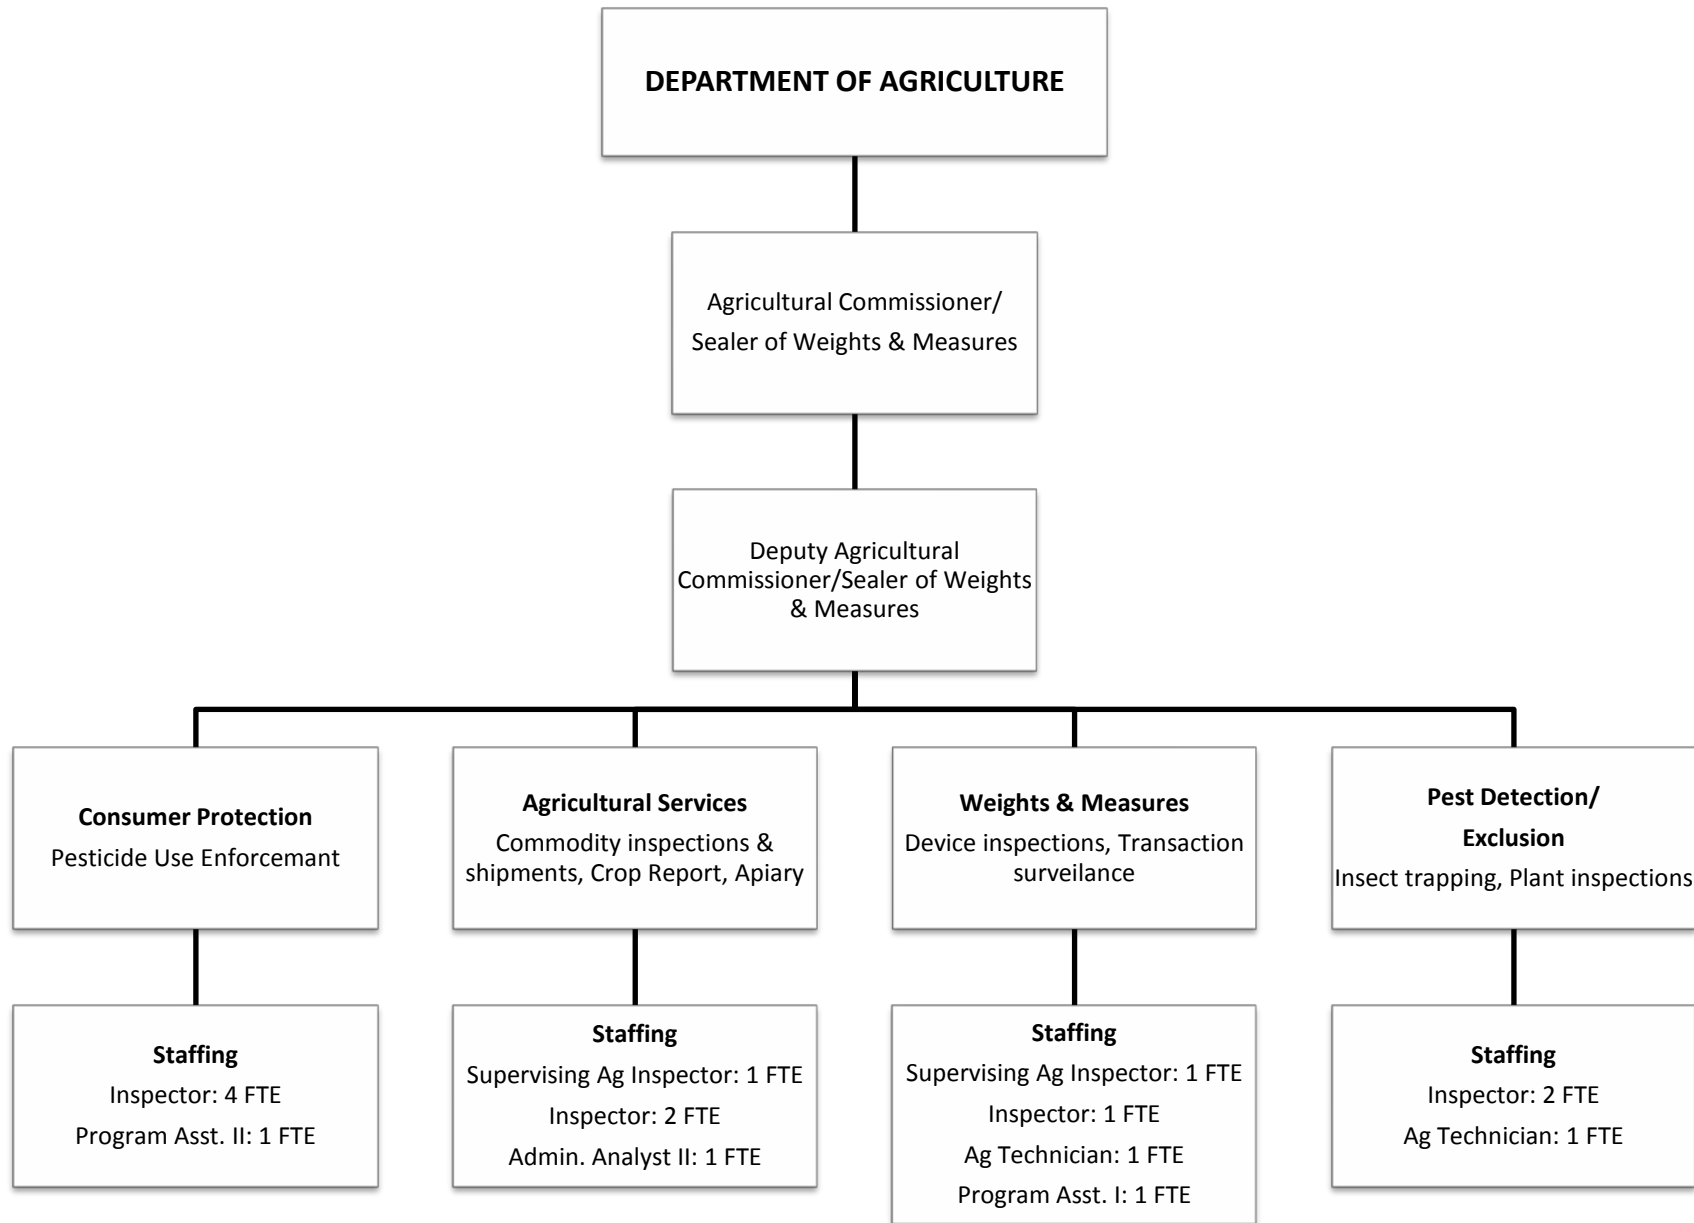 DEPARTMENT OF AGRICULTURE
Agricultural Commissioner/
Sealer of Weights & Measures
Deputy Agricultural
Commissioner/Sealer of Weights
& Measures
Consumer Protection
Pesticide Use Enforcemant
Agricultural Services
Commodity inspections &
shipments, Crop Report, Apiary
Weights & Measures
Device inspections, Transaction
surveilance
Pest Detection/
Exclusion
Insect trapping, Plant inspections
Staffing
Inspector: 4 FTE
Program Asst. II: 1 FTE
Staffing
Supervising Ag Inspector: 1 FTE
Inspector: 2 FTE
Admin. Analyst II: 1 FTE
Staffing
Supervising Ag Inspector: 1 FTE
Inspector: 1 FTE
Ag Technician: 1 FTE
Program Asst. I: 1 FTE
Staffing
Inspector: 2 FTE
Ag Technician: 1 FTE